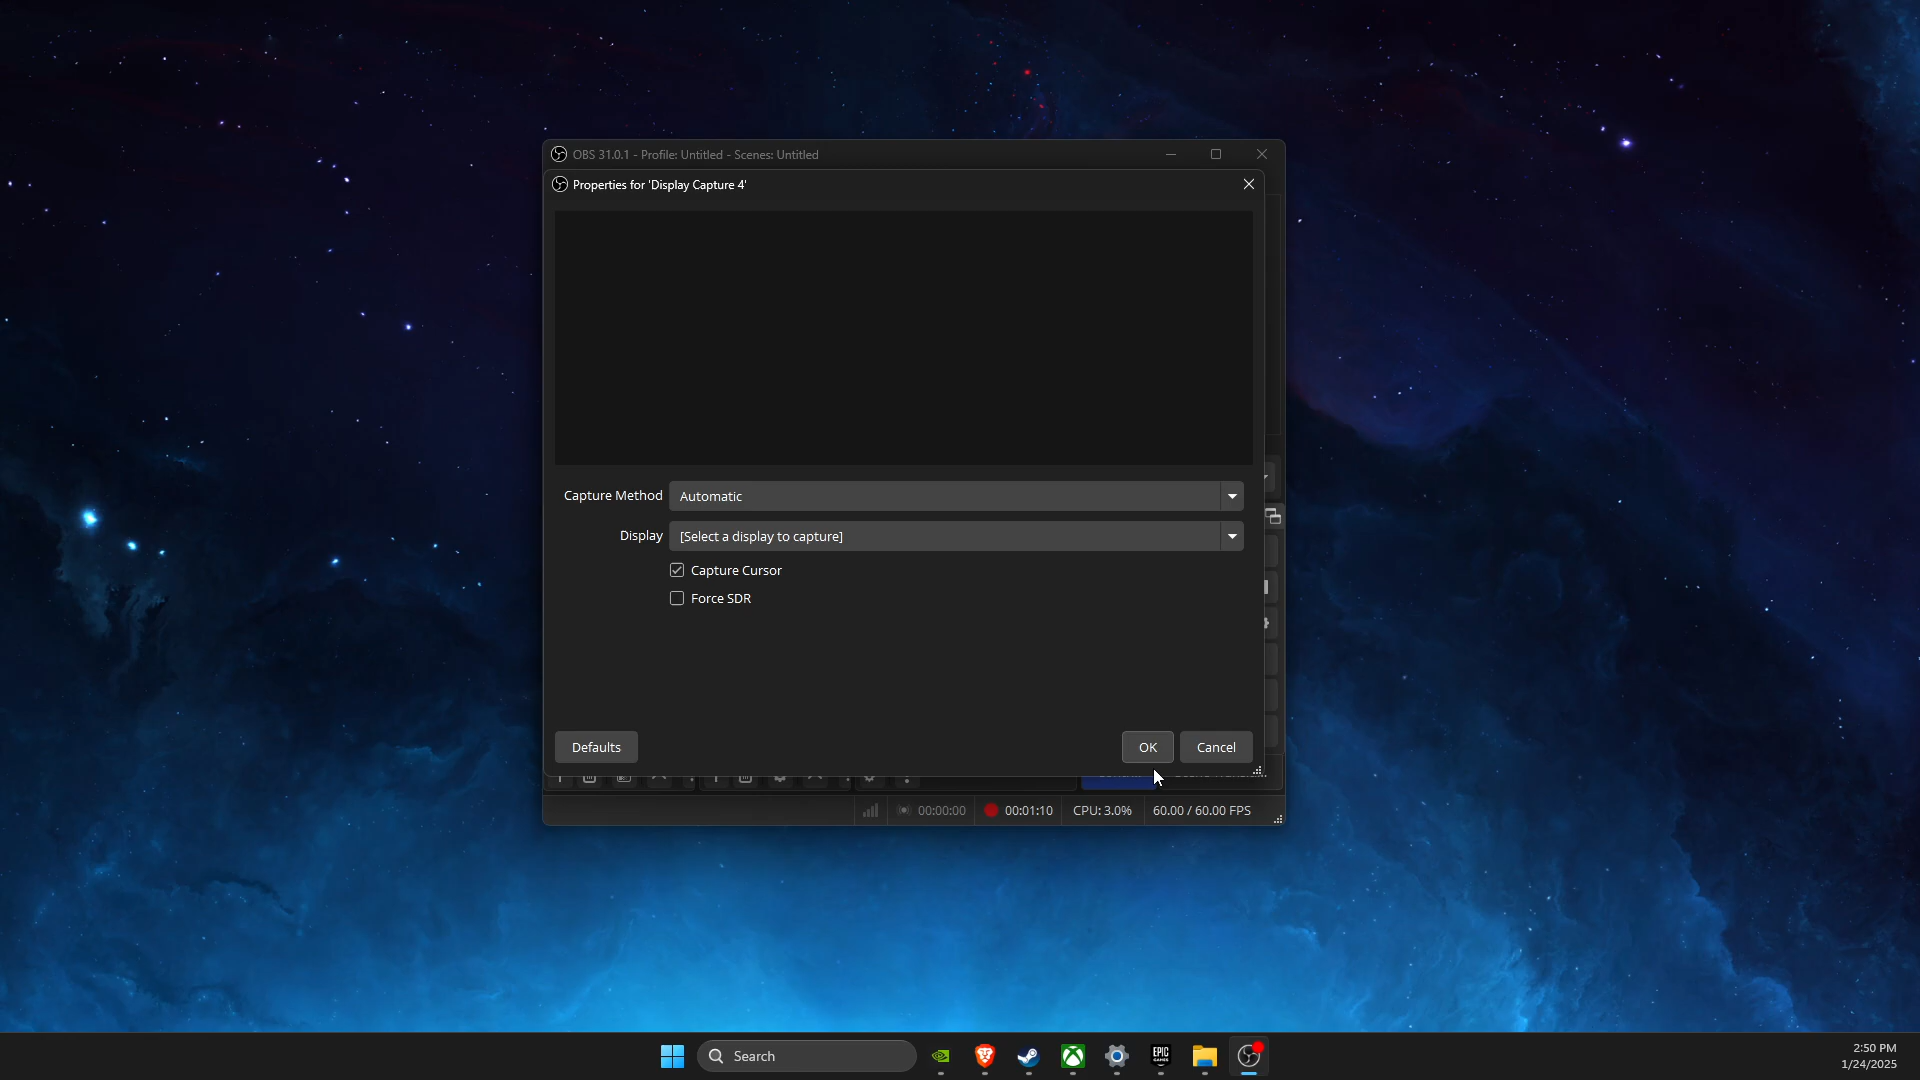 OBS 31.0.1 - Profile: Untitled - Scenes: Untitled
Properties for 'Display Capture 4'
Capture Method
Automatic
Display
[Select a display to capture]
Capture Cursor
Force SDR
Defaults
OK
Cancel
00:00:00
00:01:10
CPU: 3.0%
60.00 / 60.00 FPS
Search
EPIC
GAMES
2:50 PM
1/24/2025